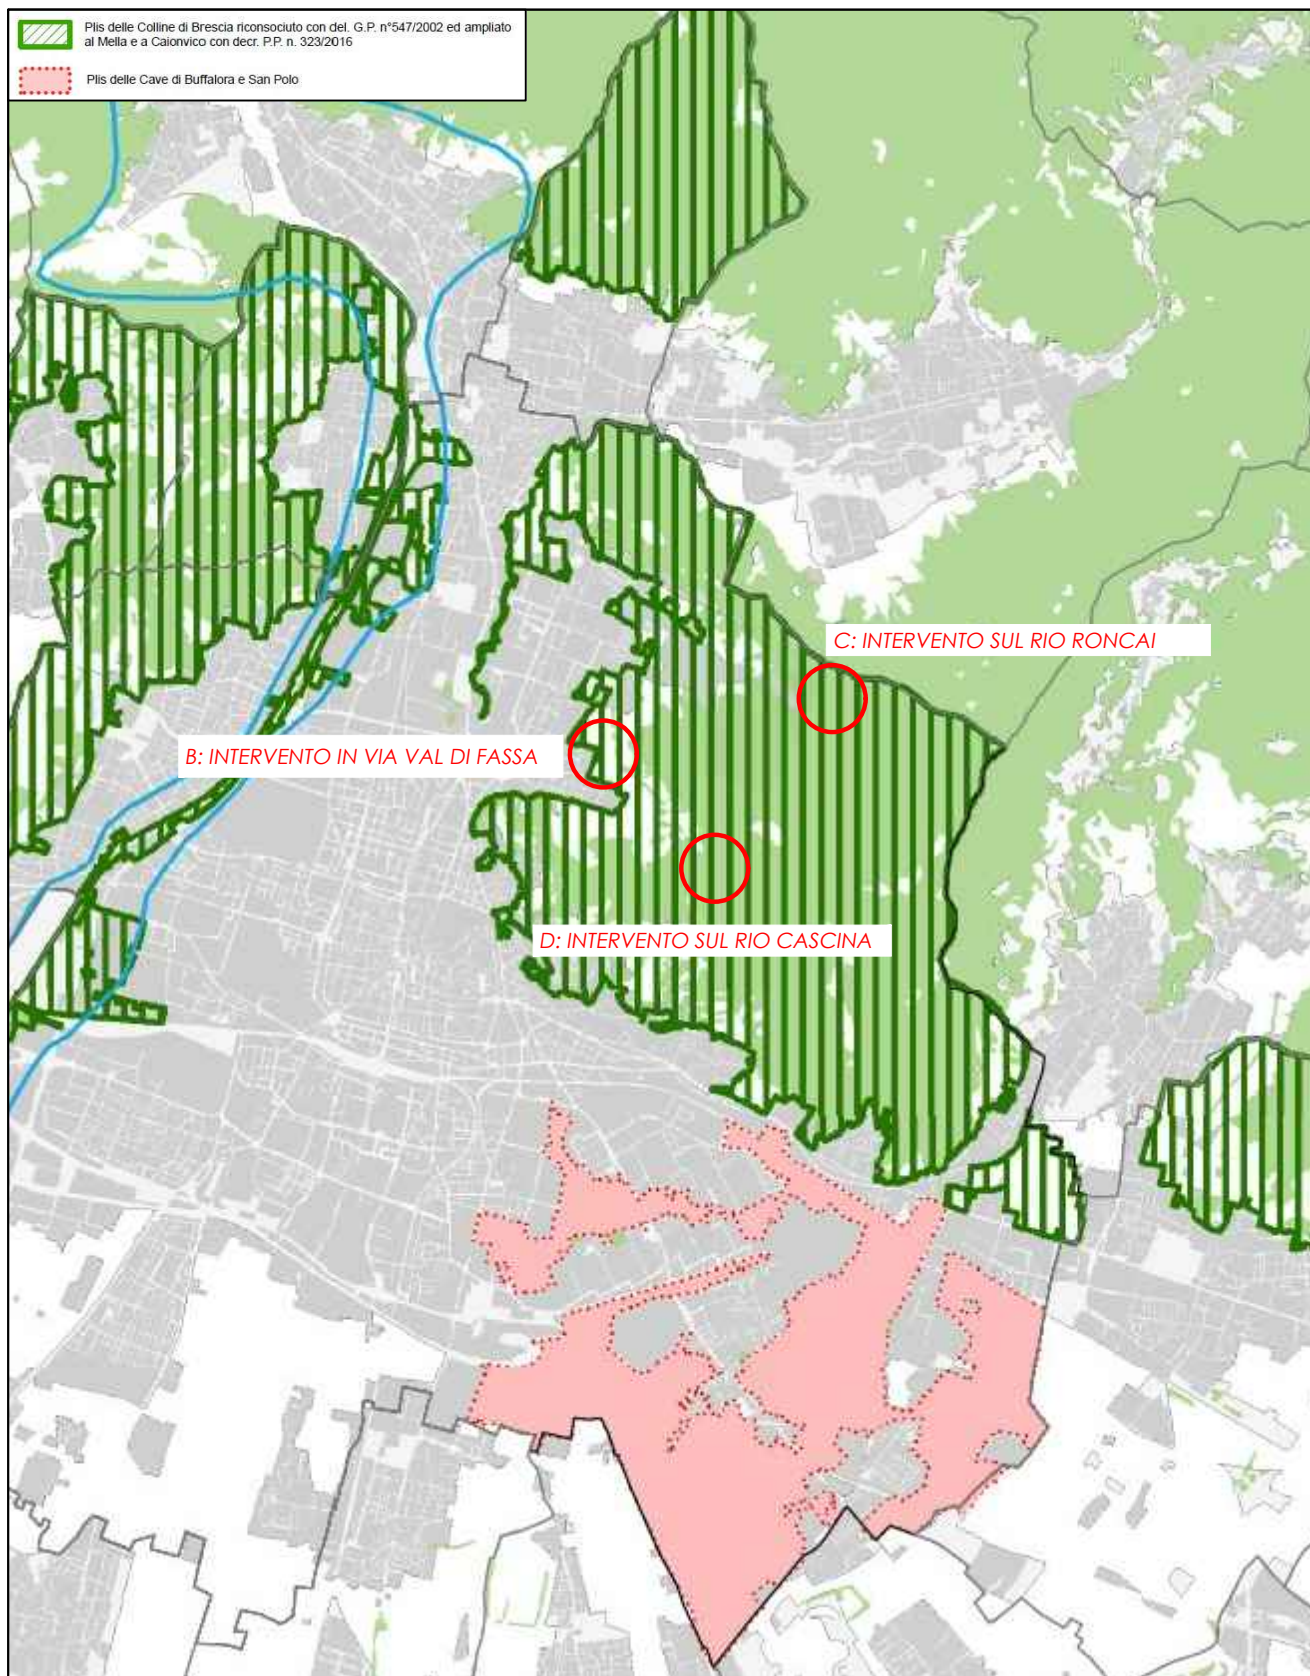 Plis delle Colline di Brescia riconsociuto con del. G.P. n°547/2002 ed ampliato
al Mella e a Caionvico con decr. P.P. n. 323/2016
Plis delle Cave di Buffalora e San Polo
C: INTERVENTO SUL RIO RONCAI
B: INTERVENTO IN VIA VAL DI FASSA
D: INTERVENTO SUL RIO CASCINA